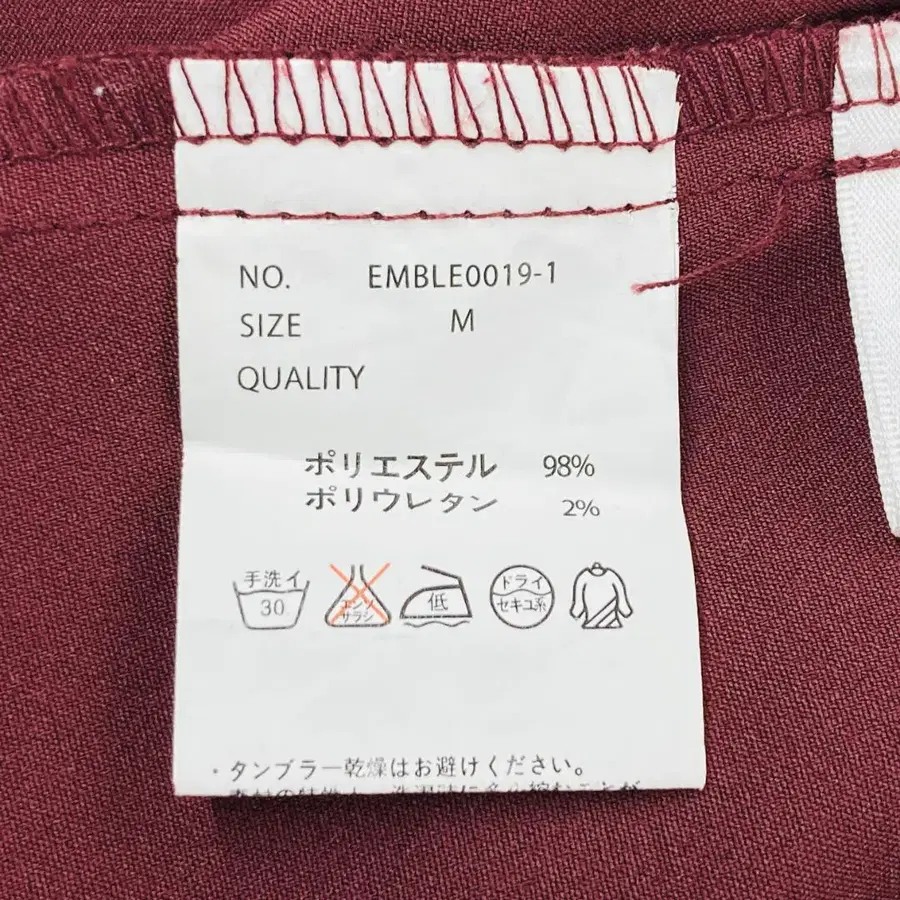 NO. EMBLE0019-1
SIZE M
QUALITY
ポリエステル 98%
ポリウレタン 2%
手洗イ
30
エンソ
サラシ
低
ドライ
セキユ系
・タンブラー乾燥はお避けください。